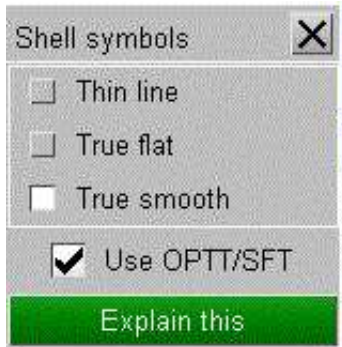 Shell symbols
Thin line
True flat
True smooth
Use OPTT/SFT
Explain this